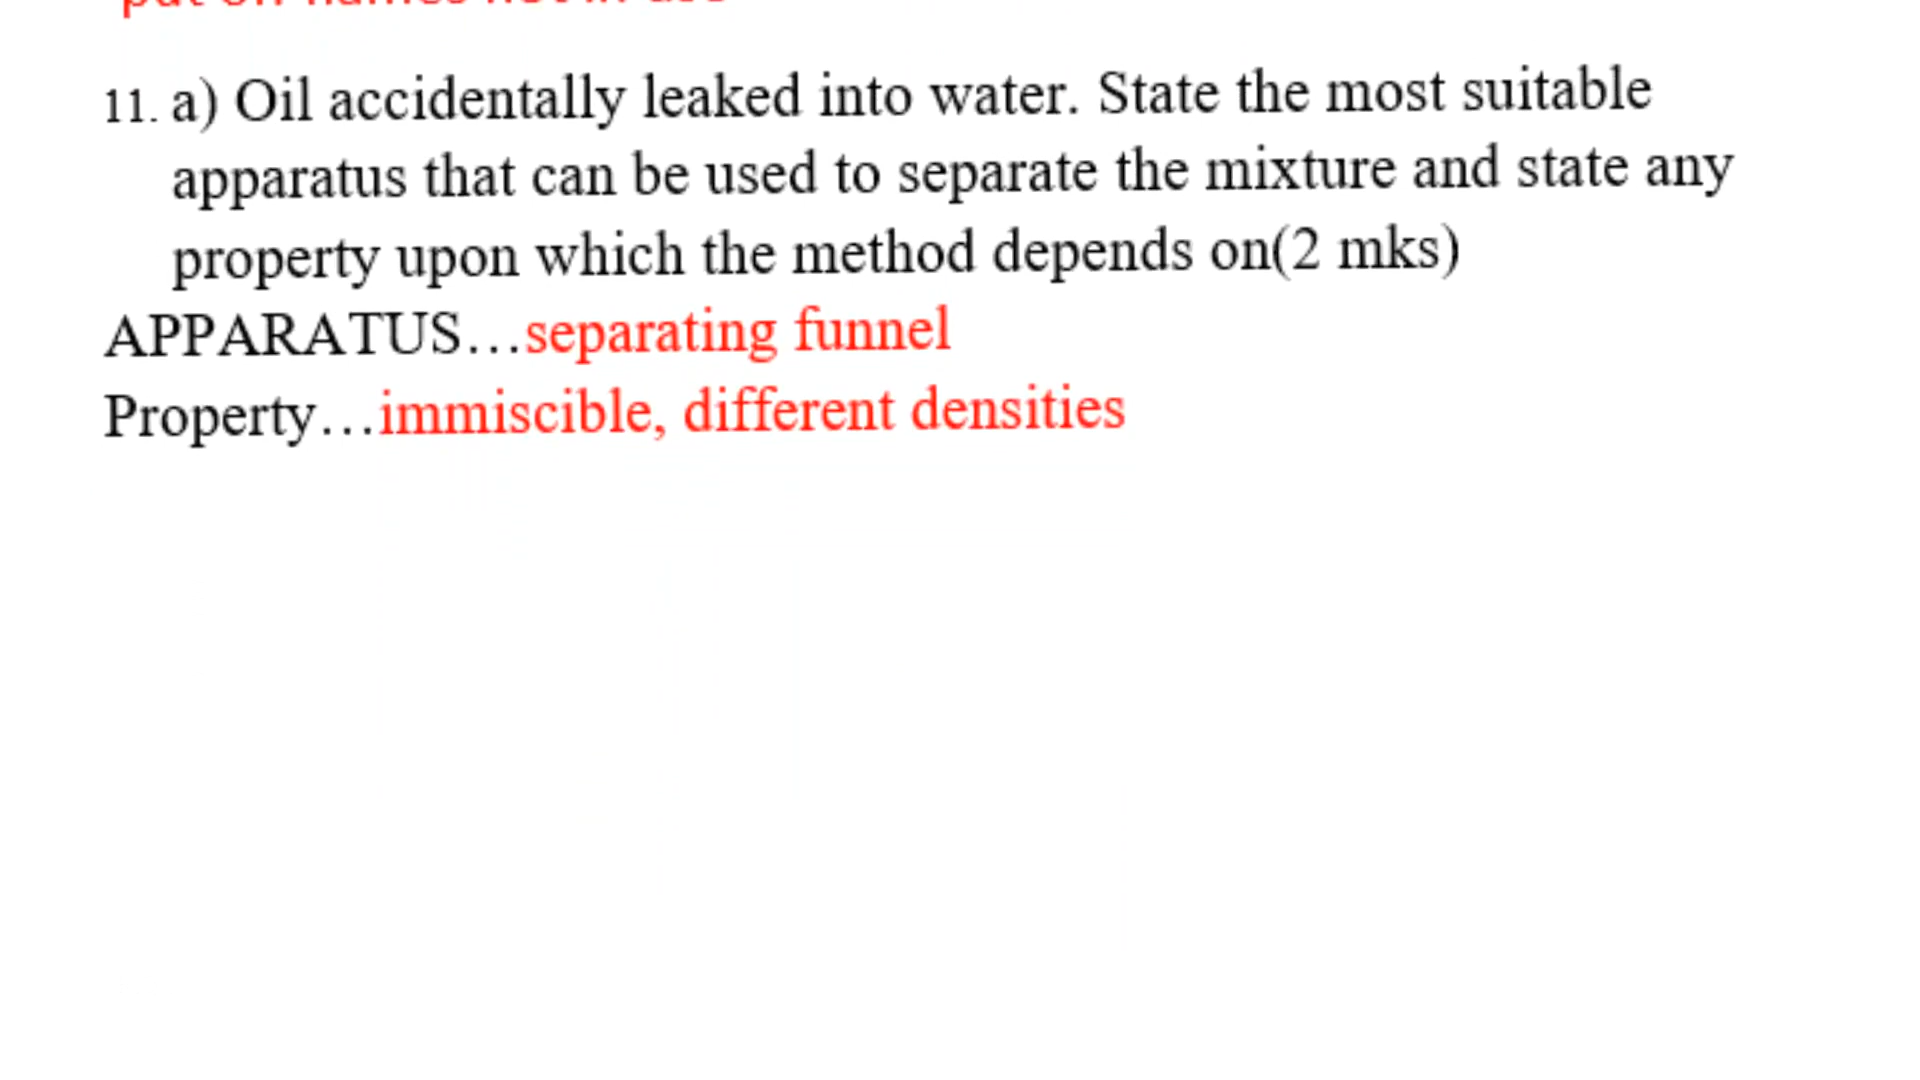 11. a) Oil accidentally leaked into water. State the most suitable
apparatus that can be used to separate the mixture and state any
property upon which the method depends on(2 mks)
APPARATUS…separating funnel
Property…immiscible, different densities